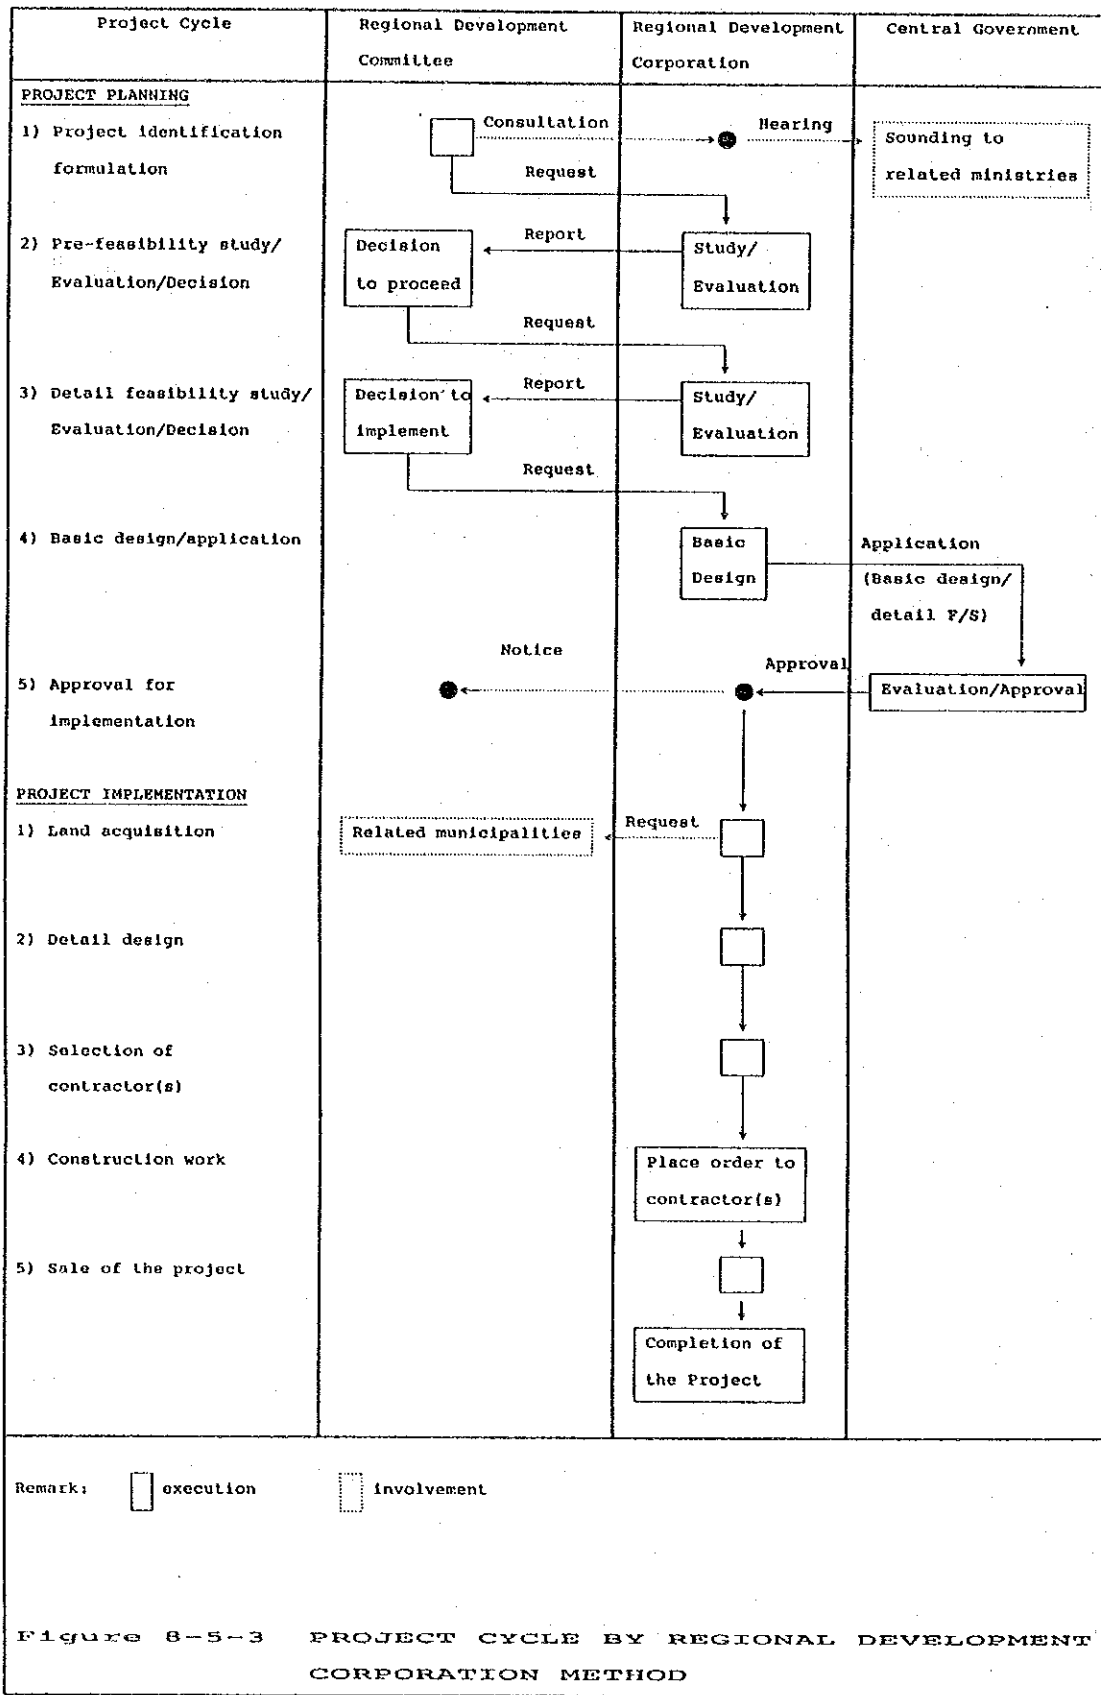 Project Cycle
Regional Development
Committee
Regional Development
Corporation
Central Government
PROJECT PLANNING
1) Project identification
formulation
Consultation
Hearing
Sounding to
related ministries
Request
2) Pre-feasibility study/
Evaluation/Decision
Decision
to proceed
Report
Study/
Evaluation
Request
3) Detail feasibility study/
Evaluation/Decision
Decision to
implement
Report
Study/
Evaluation
Request
4) Basic design/application
Basic
Design
Application
(Basic design/
detail F/S)
Notice
Approval
5) Approval for
implementation
Evaluation/Approval
PROJECT IMPLEMENTATION
1) Land acquisition
Related municipalities
Request
2) Detail design
3) Selection of
contractor(s)
4) Construction work
Place order to
contractor(s)
5) Sale of the project
Completion of
the Project
Remark: execution involvement
Figure 8-5-3 PROJECT CYCLE BY REGIONAL DEVELOPMENT
CORPORATION METHOD